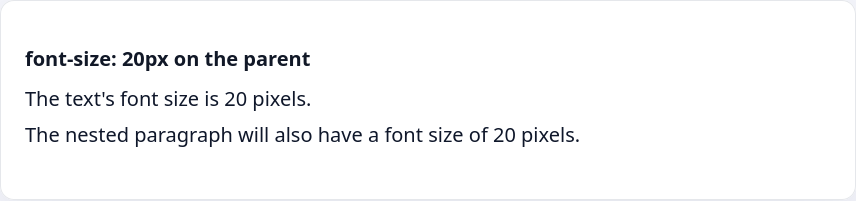 font-size: 20px on the parent
The text's font size is 20 pixels.
The nested paragraph will also have a font size of 20 pixels.